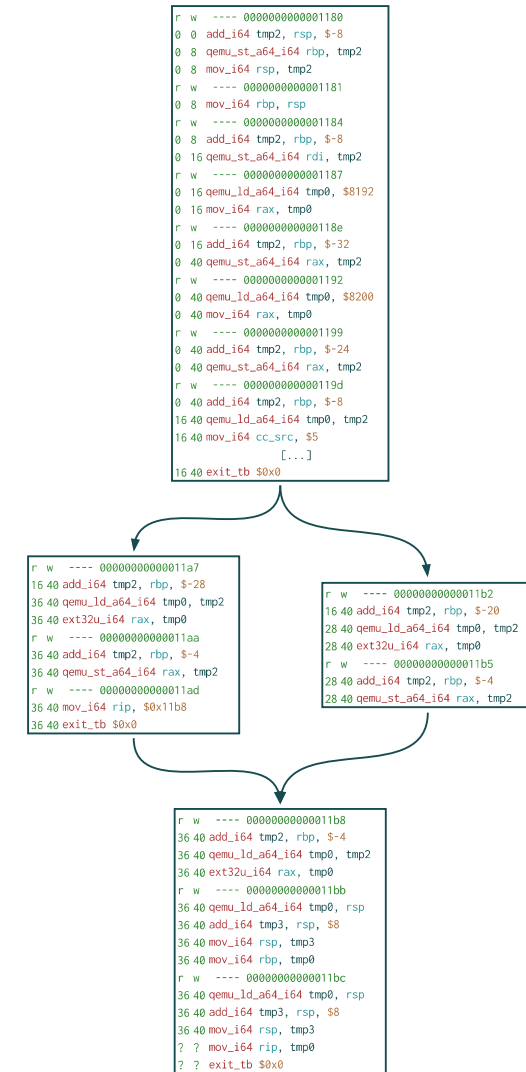 r w ---- 0000000000001180
0 0 add_i64 tmp2, rsp, $-8
0 8 qemu_st_a64_i64 rbp, tmp2
0 8 mov_i64 rsp, tmp2
r w ---- 0000000000001181
0 8 mov_i64 rbp, rsp
r w ---- 0000000000001184
0 8 add_i64 tmp2, rbp, $-8
0 16 qemu_st_a64_i64 rdi, tmp2
r w ---- 0000000000001187
0 16 qemu_ld_a64_i64 tmp0, $8192
0 16 mov_i64 rax, tmp0
r w ---- 000000000000118e
0 16 add_i64 tmp2, rbp, $-32
0 40 qemu_st_a64_i64 rax, tmp2
r w ---- 0000000000001192
0 40 qemu_ld_a64_i64 tmp0, $8200
0 40 mov_i64 rax, tmp0
r w ---- 0000000000001199
0 40 add_i64 tmp2, rbp, $-24
0 40 qemu_st_a64_i64 rax, tmp2
r w ---- 000000000000119d
0 40 add_i64 tmp2, rbp, $-8
16 40 qemu_ld_a64_i64 tmp0, tmp2
16 40 mov_i64 cc_src, $5
[...]
16 40 exit_tb $0x0
r w ---- 00000000000011a7
16 40 add_i64 tmp2, rbp, $-28
36 40 qemu_ld_a64_i64 tmp0, tmp2
36 40 ext32u_i64 rax, tmp0
r w ---- 00000000000011aa
36 40 add_i64 tmp2, rbp, $-4
36 40 qemu_st_a64_i64 rax, tmp2
r w ---- 00000000000011ad
36 40 mov_i64 rip, $0x11b8
36 40 exit_tb $0x0
r w ---- 00000000000011b2
16 40 add_i64 tmp2, rbp, $-20
28 40 qemu_ld_a64_i64 tmp0, tmp2
28 40 ext32u_i64 rax, tmp0
r w ---- 00000000000011b5
28 40 add_i64 tmp2, rbp, $-4
28 40 qemu_st_a64_i64 rax, tmp2
r w ---- 00000000000011b8
36 40 add_i64 tmp2, rbp, $-4
36 40 qemu_ld_a64_i64 tmp0, tmp2
36 40 ext32u_i64 rax, tmp0
r w ---- 00000000000011bb
36 40 qemu_ld_a64_i64 tmp0, rsp
36 40 add_i64 tmp3, rsp, $8
36 40 mov_i64 rsp, tmp3
36 40 mov_i64 rbp, tmp0
r w ---- 00000000000011bc
36 40 qemu_ld_a64_i64 tmp0, rsp
36 40 add_i64 tmp3, rsp, $8
36 40 mov_i64 rsp, tmp3
? ? mov_i64 rip, tmp0
? ? exit_tb $0x0